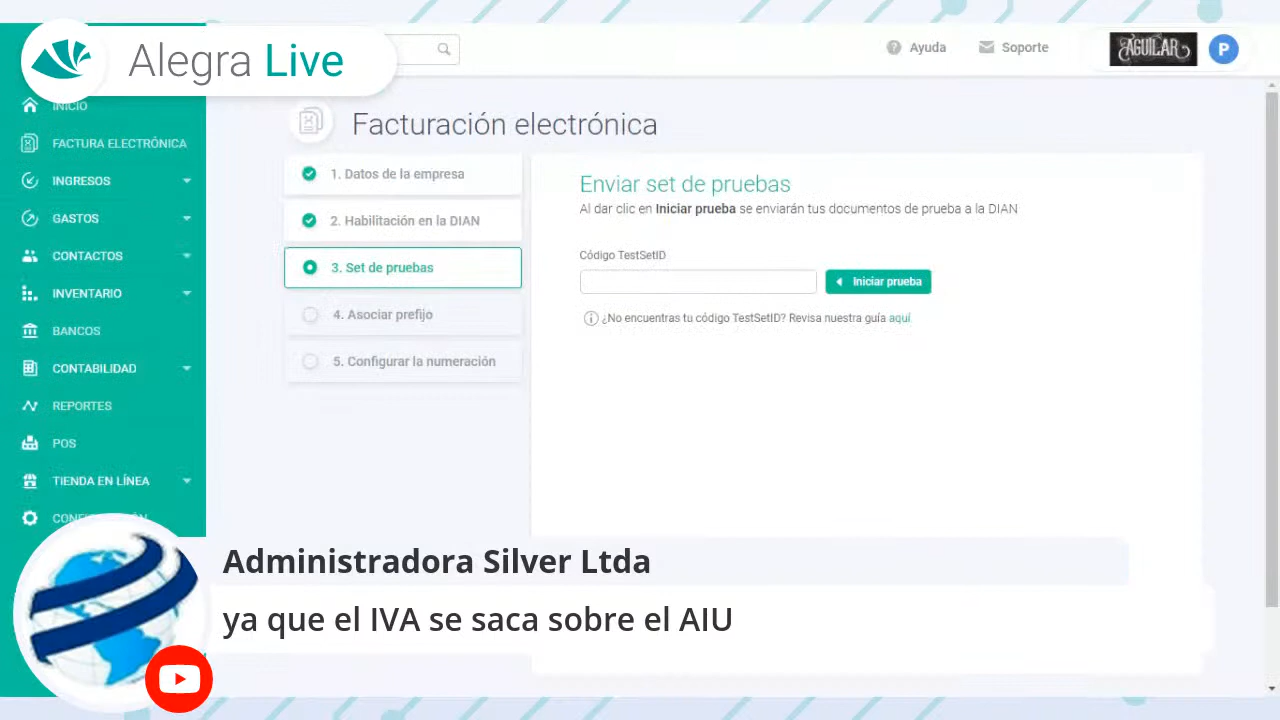 Alegra Live
Ayuda
Soporte
AGUILAR
P
INICIO
FACTURA ELECTRÓNICA
INGRESOS
GASTOS
CONTACTOS
INVENTARIO
BANCOS
CONTABILIDAD
REPORTES
POS
TIENDA EN LÍNEA
Facturación electrónica
1. Datos de la empresa
2. Habilitación en la DIAN
3. Set de pruebas
4. Asociar prefijo
5. Configurar la numeración
Enviar set de pruebas
Al dar clic en Iniciar prueba se enviarán tus documentos de prueba a la DIAN
Código TestSetID
Iniciar prueba
¿No encuentras tu código TestSetID? Revisa nuestra guía aquí.
Administradora Silver Ltda
ya que el IVA se saca sobre el AIU